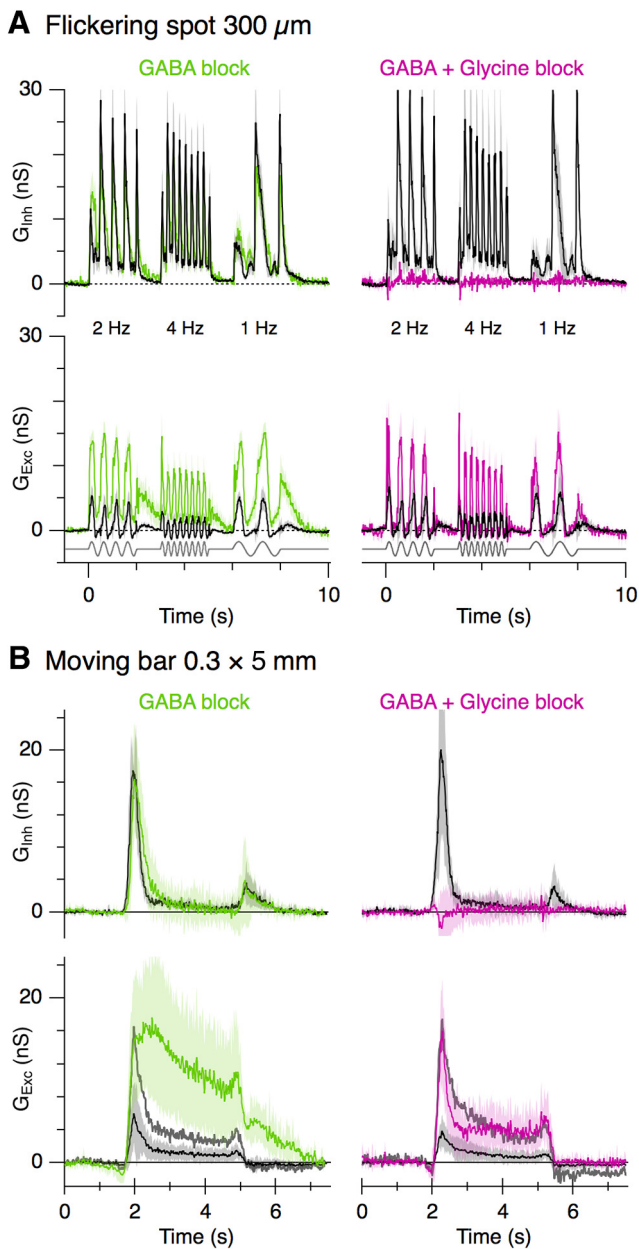 A Flickering spot 300 µm
GABA block
GABA + Glycine block
30
G_Inh (nS)
0
2 Hz 4 Hz 1 Hz
2 Hz 4 Hz 1 Hz
30
G_Exc (nS)
0
0 10
0 10
Time (s)
Time (s)
B Moving bar 0.3 × 5 mm
GABA block
GABA + Glycine block
20
G_Inh (nS)
0
20
G_Exc (nS)
0
0 2 4 6
0 2 4 6
Time (s)
Time (s)